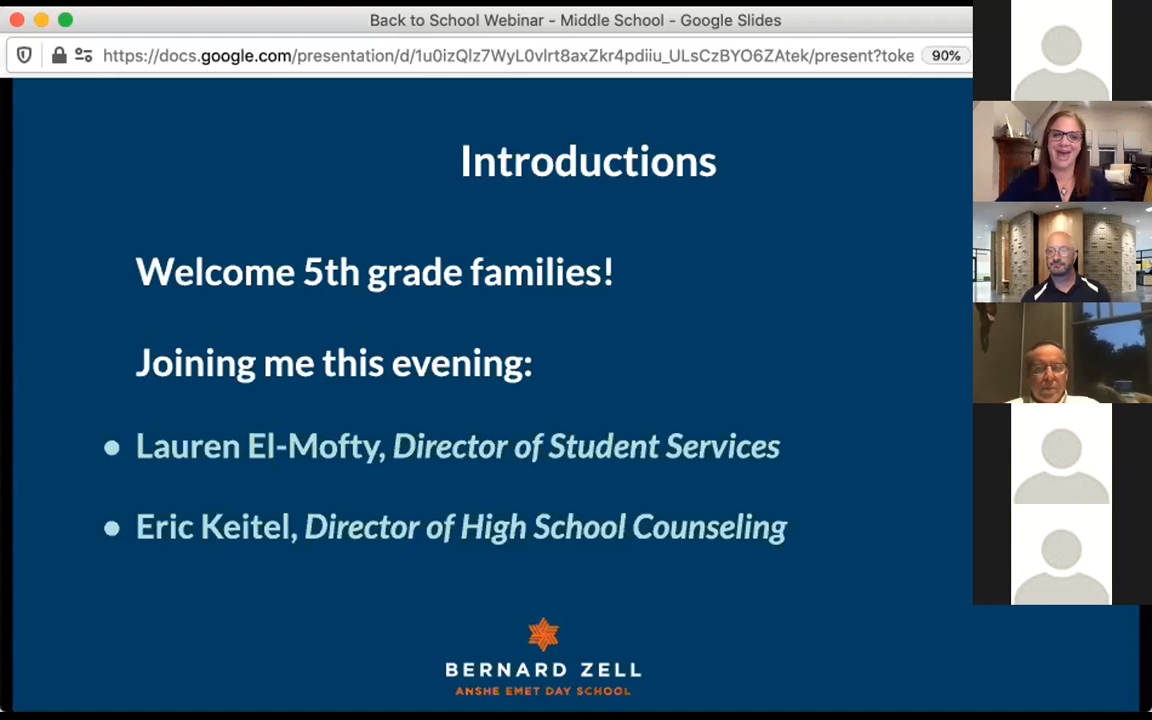 Back to School Webinar - Middle School - Google Slides
https://docs.google.com/presentation/d/1u0izQlz7WyL0vlrt8axZkr4pdiiu_ULsCzBYO6ZAtek/present?toke
90%
Introductions
Welcome 5th grade families!
Joining me this evening:
• Lauren El-Mofty, Director of Student Services
• Eric Keitel, Director of High School Counseling
BERNARD ZELL
ANSHE EMET DAY SCHOOL